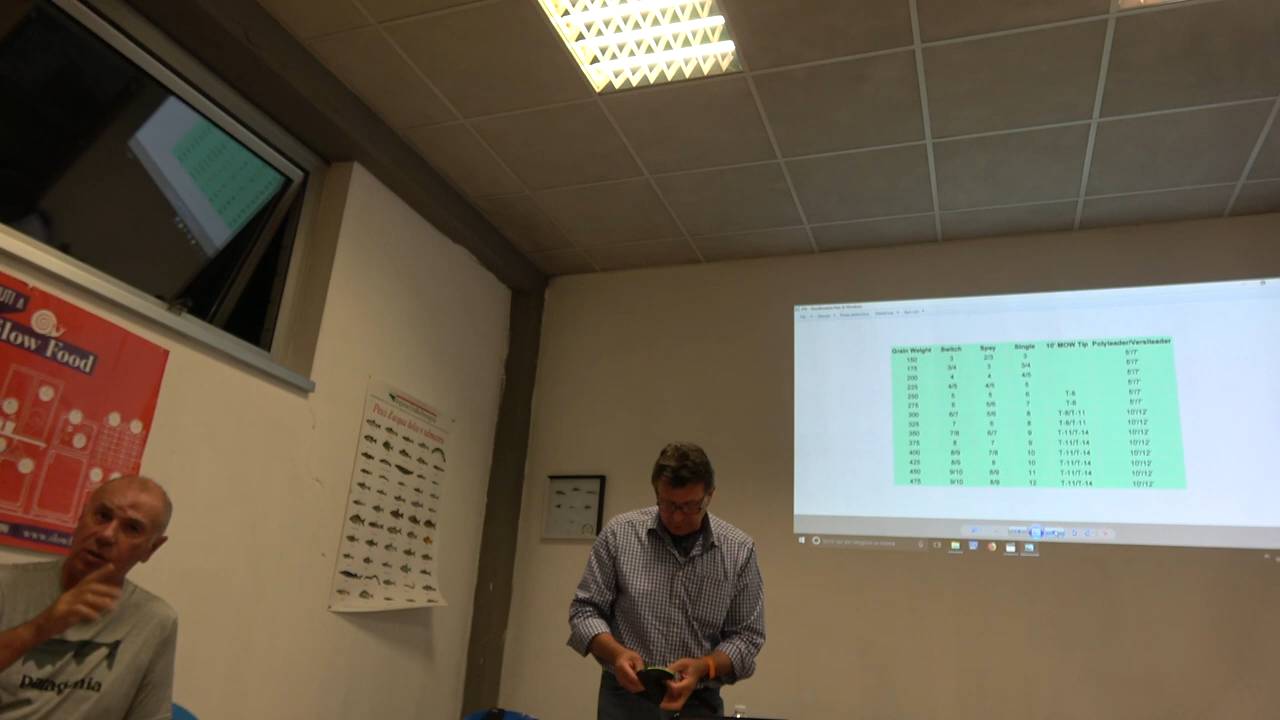 UTI A
Slow Food
Pesci d'acqua dolce e salmastra
Patagonia
Grain Weight Switch Spey Single 10' MOW Tip Polyleader/Versileader
150 3 2/3 3 5'/7'
175 3/4 3 3/4 5'/7'
200 4 4 4/5 5'/7'
225 4/5 4/5 5 5'/7'
250 5 5 6 T-8 5'/7'
275 6 5/6 7 T-8 5'/7'
300 6/7 5/6 8 T-8/T-11 10'/12'
325 7 6 8 T-8/T-11 10'/12'
350 7/8 6/7 9 T-11/T-14 10'/12'
375 8 7 9 T-11/T-14 10'/12'
400 8/9 7/8 10 T-11/T-14 10'/12'
425 8/9 8 10 T-11/T-14 10'/12'
450 9/10 8/9 11 T-11/T-14 10'/12'
475 9/10 8/9 12 T-11/T-14 10'/12'